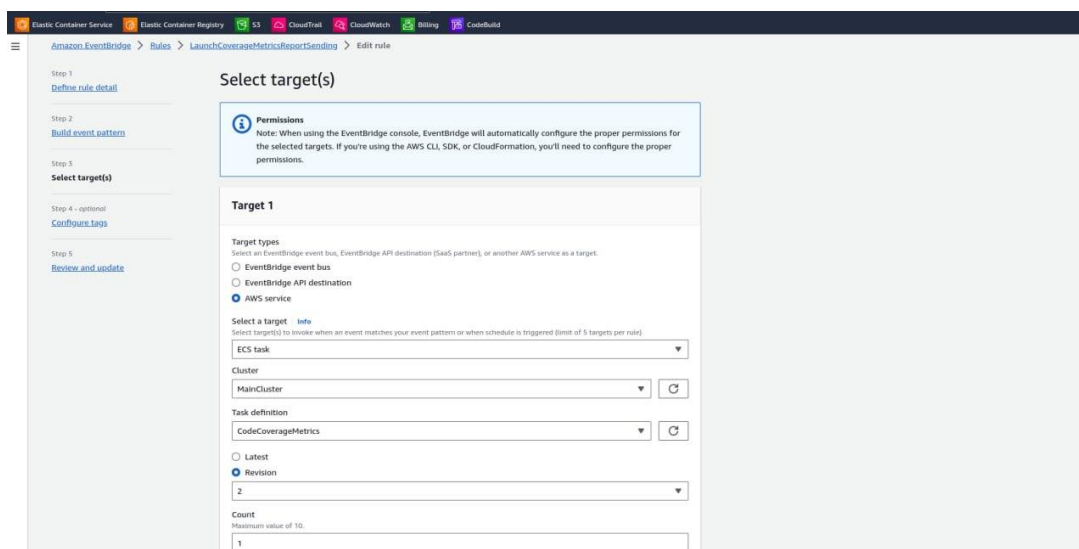 Elastic Container Service Elastic Container Registry S3 CloudTrail CloudWatch Billing CodeBuild
Amazon EventBridge > Rules > LaunchCoverageMetricsReportSending > Edit rule
Step 1
Define rule detail
Step 2
Build event pattern
Step 3
Select target(s)
Step 4 - optional
Configure tags
Step 5
Review and update
Select target(s)
Permissions
Note: When using the EventBridge console, EventBridge will automatically configure the proper permissions for
the selected targets. If you're using the AWS CLI, SDK, or CloudFormation, you'll need to configure the proper
permissions.
Target 1
Target types
Select an EventBridge event bus, EventBridge API destination (SaaS partner), or another AWS service as a target.
EventBridge event bus
EventBridge API destination
AWS service
Select a target Info
Select target(s) to invoke when an event matches your event pattern or when schedule is triggered (limit of 5 targets per rule)
ECS task
Cluster
MainCluster
Task definition
CodeCoverageMetrics
Latest
Revision
2
Count
Maximum value of 10.
1